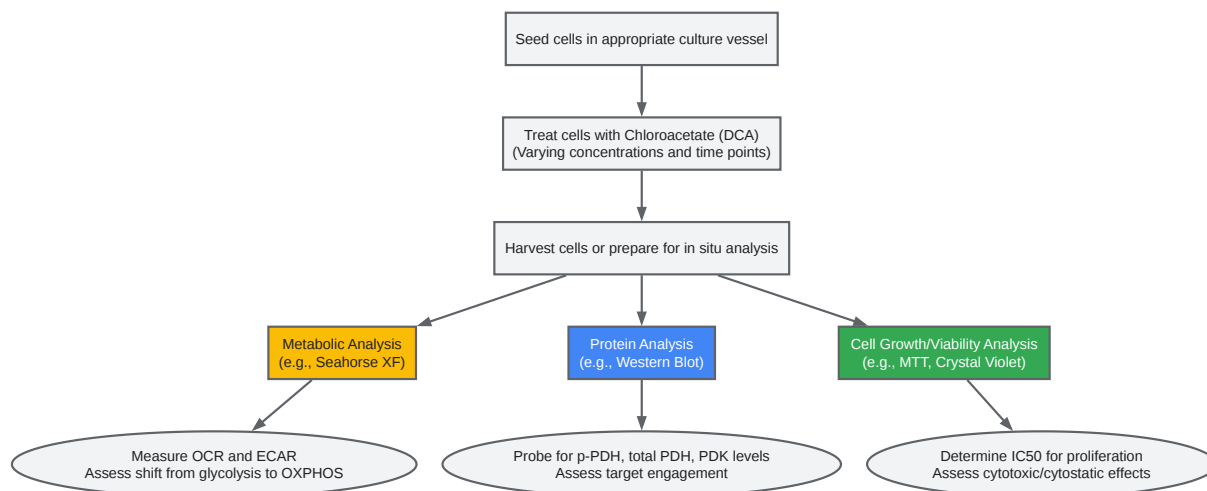 Seed cells in appropriate culture vessel
Treat cells with Chloroacetate (DCA)
(Varying concentrations and time points)
Harvest cells or prepare for in situ analysis
Metabolic Analysis
(e.g., Seahorse XF)
Protein Analysis
(e.g., Western Blot)
Cell Growth/Viability Analysis
(e.g., MTT, Crystal Violet)
Measure OCR and ECAR
Assess shift from glycolysis to OXPHOS
Probe for p-PDH, total PDH, PDK levels
Assess target engagement
Determine IC50 for proliferation
Assess cytotoxic/cytostatic effects